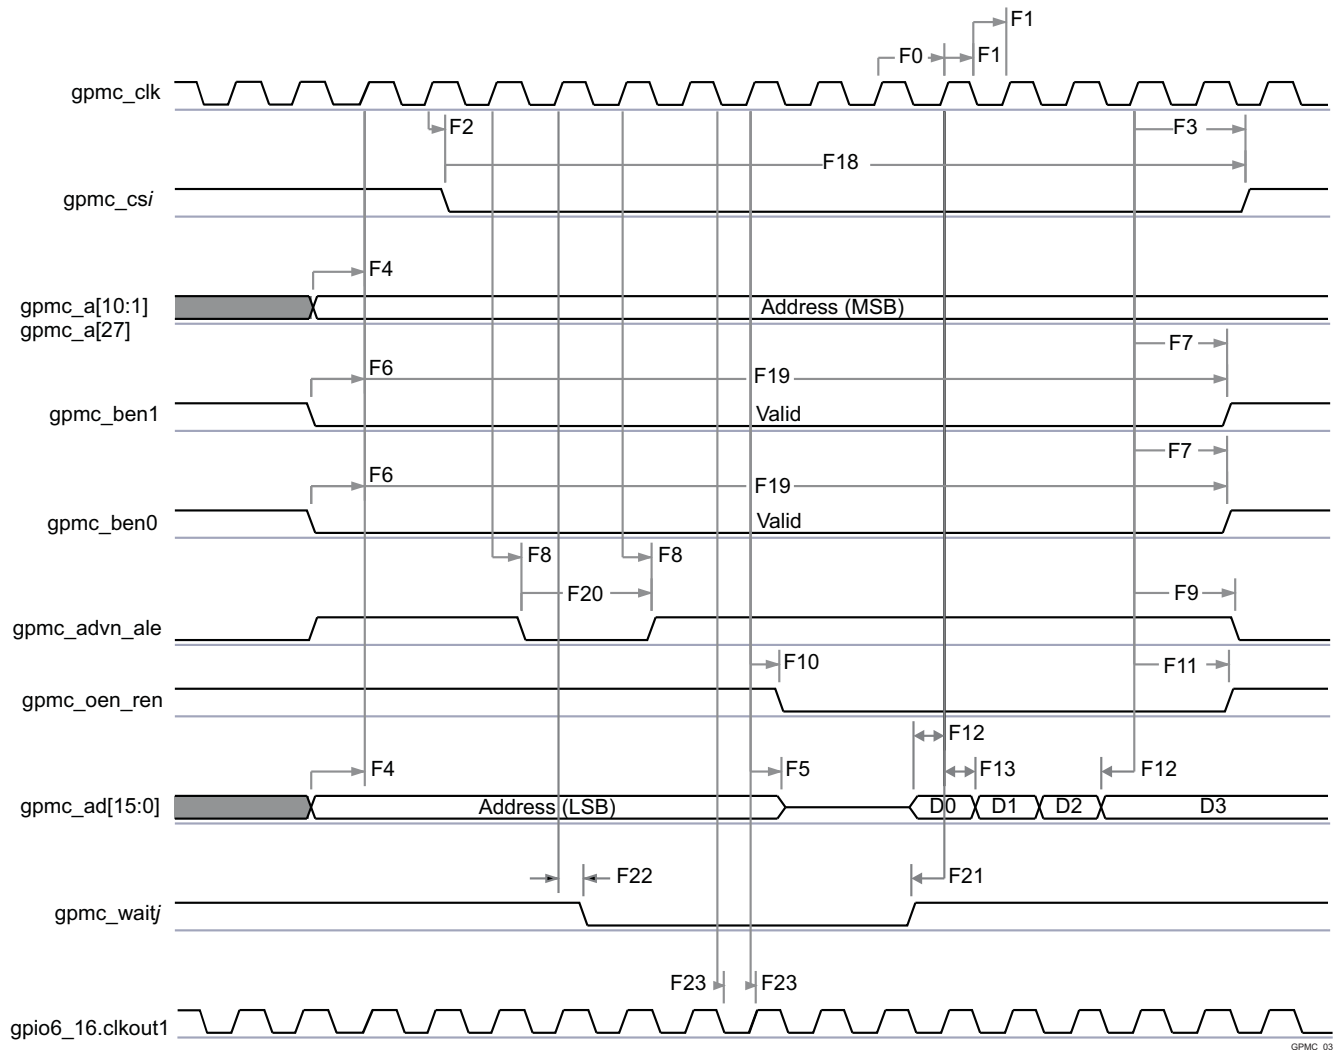 F1
F0
F1
gpmc_clk
F2
F3
F18
gpmc_csi
F4
gpmc_a[10:1]
Address (MSB)
gpmc_a[27]
F7
F6
F19
gpmc_ben1
Valid
F7
F6
F19
gpmc_ben0
Valid
F8
F8
F20
F9
gpmc_advn_ale
F10
F11
gpmc_oen_ren
F12
F4
F5
F13
F12
gpmc_ad[15:0]
Address (LSB)
D0
D1
D2
D3
F22
F21
gpmc_waitj
F23
F23
gpio6_16.clkout1
GPMC_03